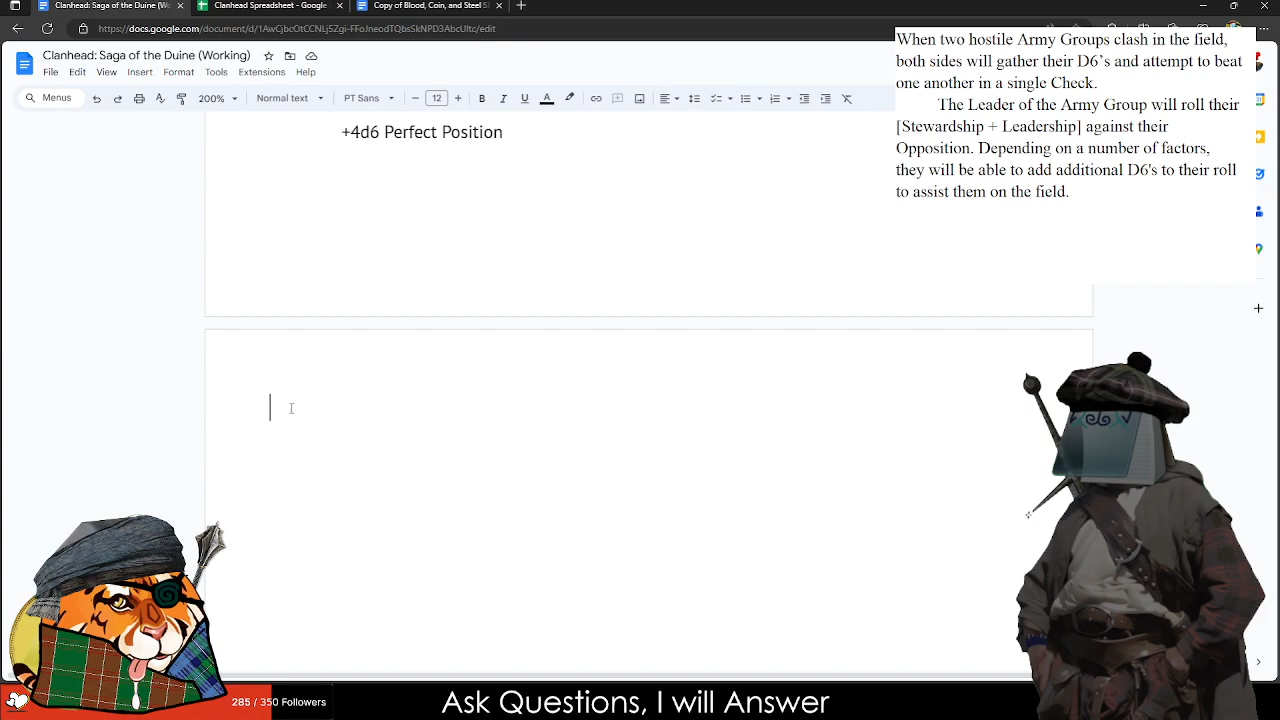 Clanhead: Saga of the Duine (Wo
Clanhead Spreadsheet - Google
Copy of Blood, Coin, and Steel S
https://docs.google.com/document/d/1AwCjbcOtCCNLj5Zgi-FFoJneodTQbsSkNPD3AbcUltc/edit
Clanhead: Saga of the Duine (Working)
File Edit View Insert Format Tools Extensions Help
Menus 200% Normal text PT Sans 12 B I U A
+4d6 Perfect Position
When two hostile Army Groups clash in the field,
both sides will gather their D6's and attempt to beat
one another in a single Check.
The Leader of the Army Group will roll their
[Stewardship + Leadership] against their
Opposition. Depending on a number of factors,
they will be able to add additional D6's to their roll
to assist them on the field.
285 / 350 Followers
Ask Questions, I will Answer